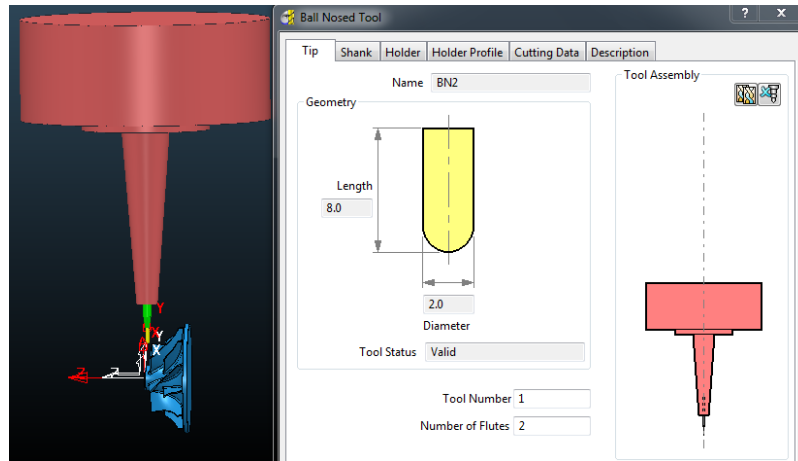 Ball Nosed Tool
? X
Tip Shank Holder Holder Profile Cutting Data Description
Name BN2
Tool Assembly
Geometry
Length
8.0
2.0
Diameter
Tool Status Valid
Tool Number 1
Number of Flutes 2
Y
X
Y
X
Z
Z